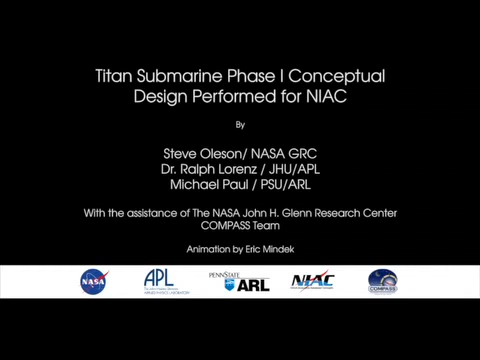 Titan Submarine Phase I Conceptual
Design Performed for NIAC
By
Steve Oleson/ NASA GRC
Dr. Ralph Lorenz / JHU/APL
Michael Paul / PSU/ARL
With the assistance of The NASA John H. Glenn Research Center
COMPASS Team
Animation by Eric Mindek
NASA
APL
PENNSTATE
ARL
NIAC
COMPASS